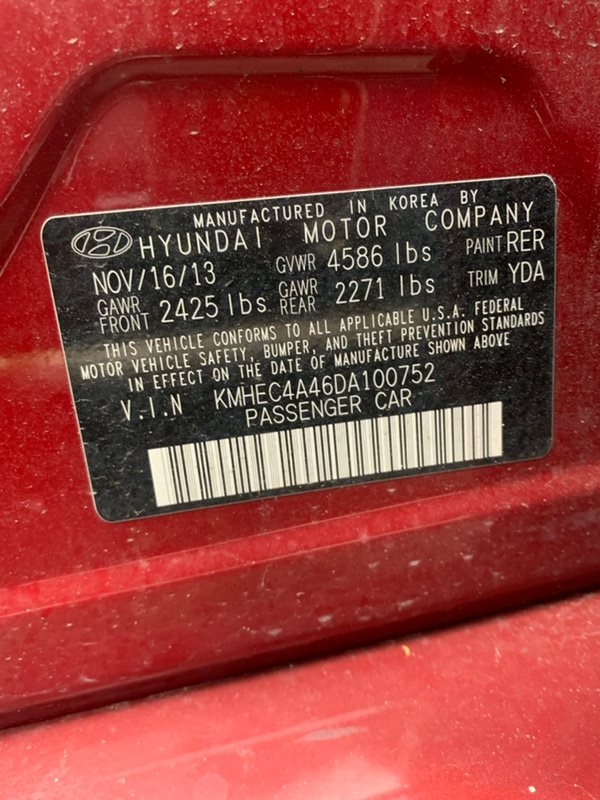 MANUFACTURED IN KOREA BY
HYUNDAI MOTOR COMPANY
NOV/16/13 GVWR 4586 lbs PAINT RER
GAWR FRONT 2425 lbs GAWR REAR 2271 lbs TRIM YDA
THIS VEHICLE CONFORMS TO ALL APPLICABLE U.S.A. FEDERAL
MOTOR VEHICLE SAFETY, BUMPER, AND THEFT PREVENTION STANDARDS
IN EFFECT ON THE DATE OF MANUFACTURE SHOWN ABOVE
V.I.N KMHEC4A46DA100752
PASSENGER CAR